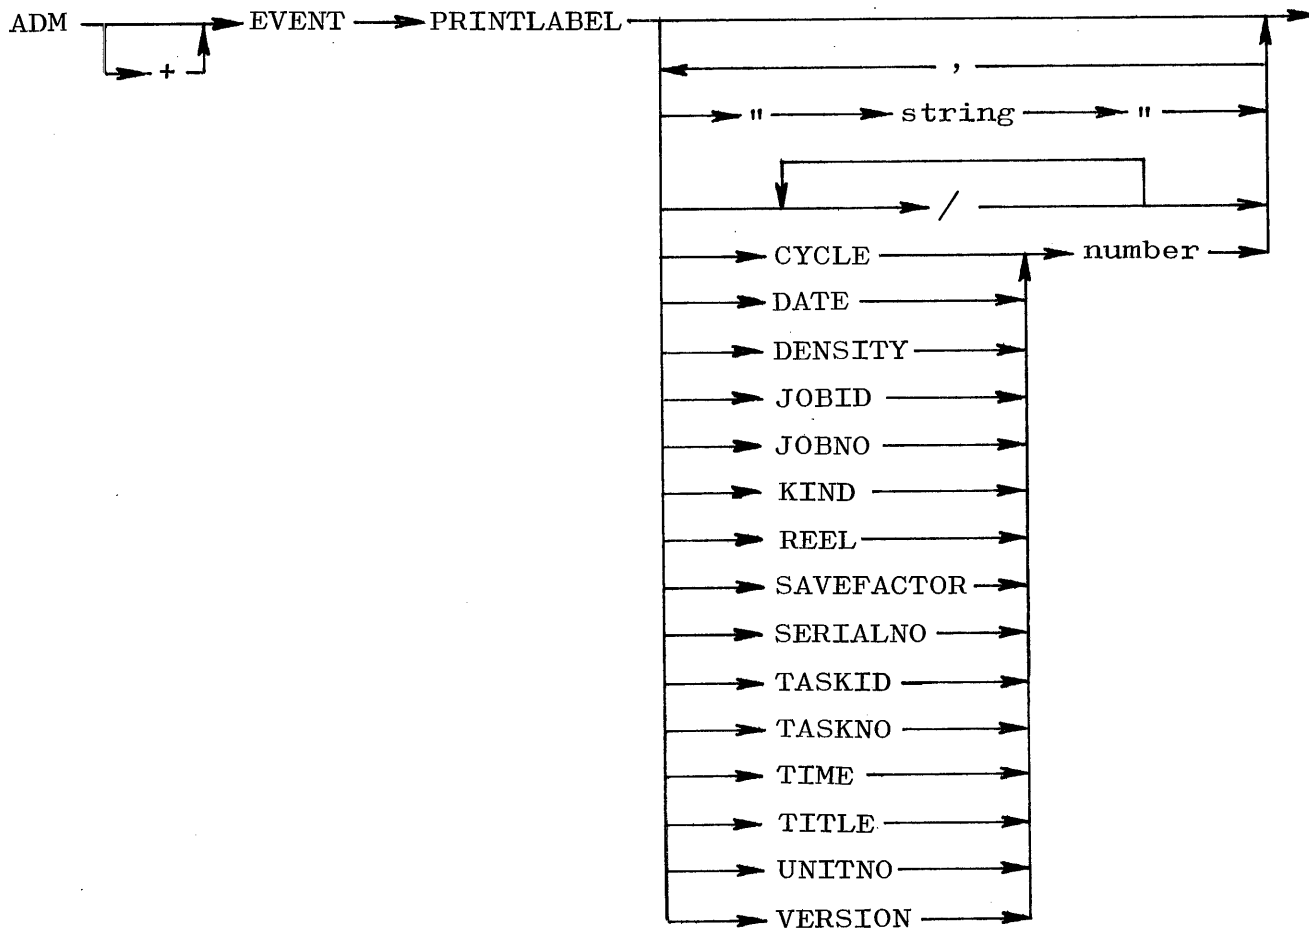 ADM EVENT PRINTLABEL
+
,
" string "
/
CYCLE number
DATE
DENSITY
JOBID
JOBNO
KIND
REEL
SAVEFACTOR
SERIALNO
TASKID
TASKNO
TIME
TITLE
UNITNO
VERSION